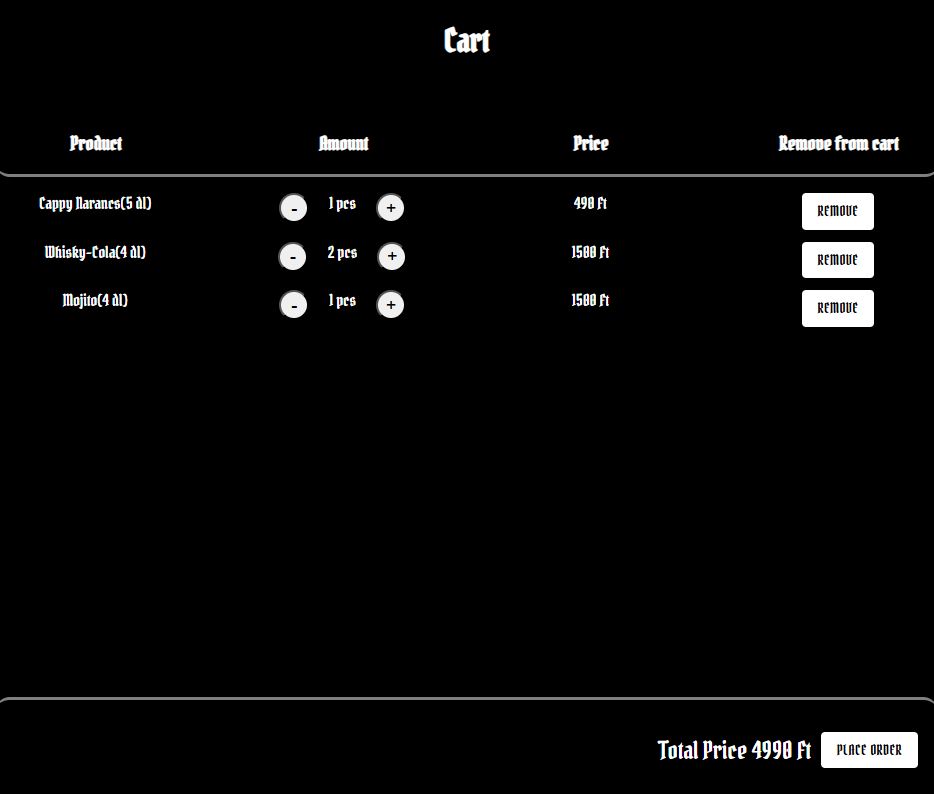 Cart
Product Amount Price Remove from cart
Cappy Narancs(5 dl) - 1 pcs + 490 Ft REMOVE
Whisky-Cola(4 dl) - 2 pcs + 1500 Ft REMOVE
Mojito(4 dl) - 1 pcs + 1500 Ft REMOVE
Total Price 4990 Ft PLACE ORDER